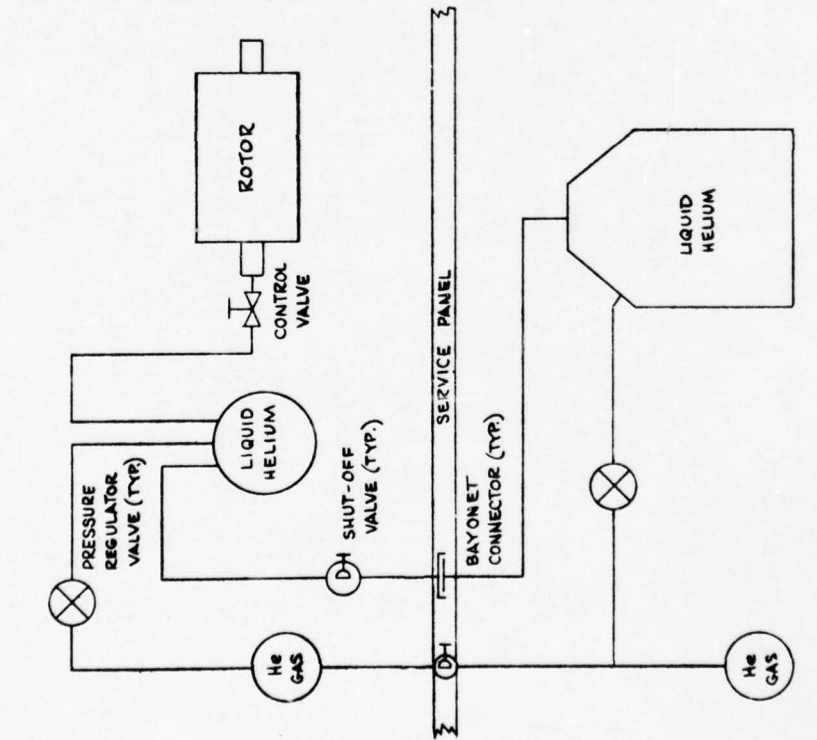 ROTOR
CONTROL
VALVE
LIQUID
HELIUM
PRESSURE
REGULATOR
VALVE (TYP.)
SHUT-OFF
VALVE (TYP.)
He
GAS
SERVICE PANEL
BAYONET
CONNECTOR (TYP.)
LIQUID
HELIUM
He
GAS